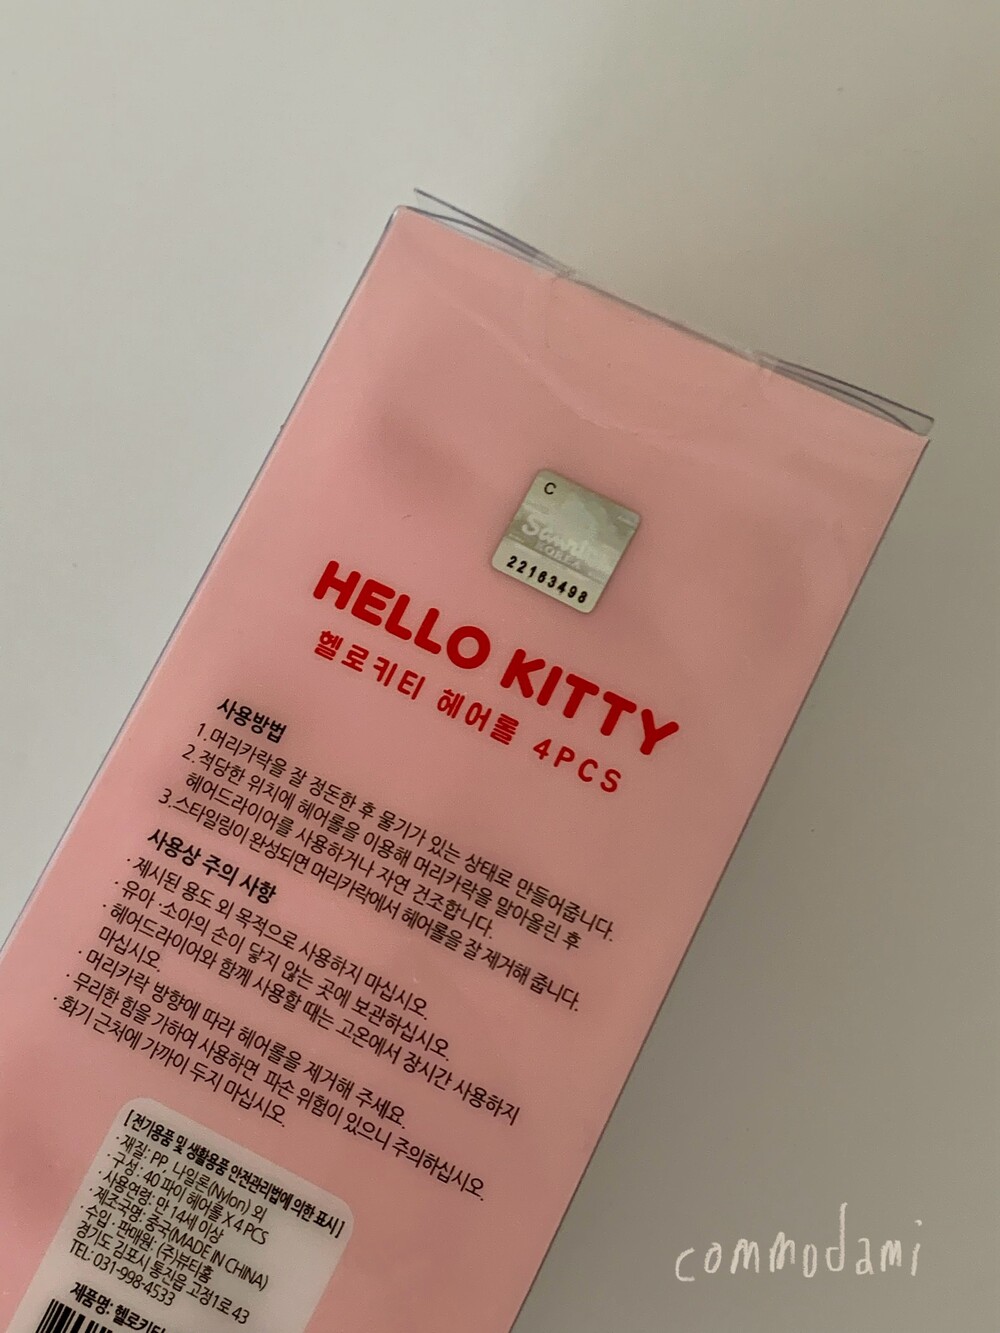 C
Sanrio
KOREA
22163498
HELLO KITTY
헬로키티 헤어롤 4PCS
사용방법
1.머리카락을 잘 정돈한 후 물기가 있는 상태로 만들어줍니다.
2.적당한 위치에 헤어롤을 이용해 머리카락을 말아올린 후
헤어드라이어를 사용하거나 자연 건조합니다.
3.스타일링이 완성되면 머리카락에서 헤어롤을 잘 제거해 줍니다.
사용상 주의 사항
· 제시된 용도 외 목적으로 사용하지 마십시오.
· 유아·소아의 손이 닿지 않는 곳에 보관하십시오.
· 헤어드라이어와 함께 사용할 때는 고온에서 장시간 사용하지
마십시오.
· 머리카락 방향에 따라 헤어롤을 제거해 주세요.
· 무리한 힘을 가하여 사용하면 파손 위험이 있으니 주의하십시오.
· 화기 근처에 가까이 두지 마십시오.
[ 전기용품 및 생활용품 안전관리법에 의한 표시 ]
· 재질: PP, 나일론(Nylon) 외
· 구성: 40파이 헤어롤 X 4 PCS
· 사용연령: 만 14세 이상
· 제조국명: 중국(MADE IN CHINA)
· 수입 · 판매원: (주)뷰티홈
경기도 김포시 통진읍 고정1로 43
TEL: 031-998-4533
제품명: 헬로키티
commodami